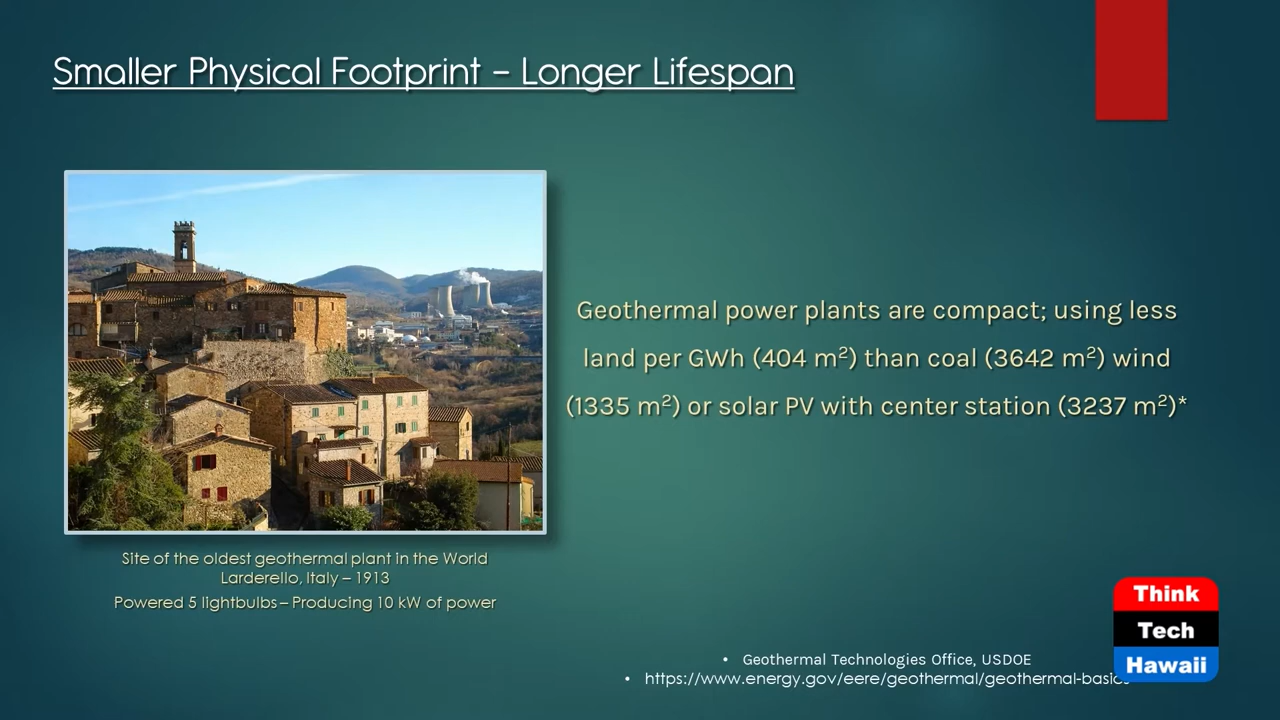 Smaller Physical Footprint – Longer Lifespan
Geothermal power plants are compact; using less
land per GWh (404 m²) than coal (3642 m²) wind
(1335 m²) or solar PV with center station (3237 m²)*
Site of the oldest geothermal plant in the World
Larderello, Italy – 1913
Powered 5 lightbulbs – Producing 10 kW of power
• Geothermal Technologies Office, USDOE
• https://www.energy.gov/eere/geothermal/geothermal-basics
Think
Tech
Hawaii